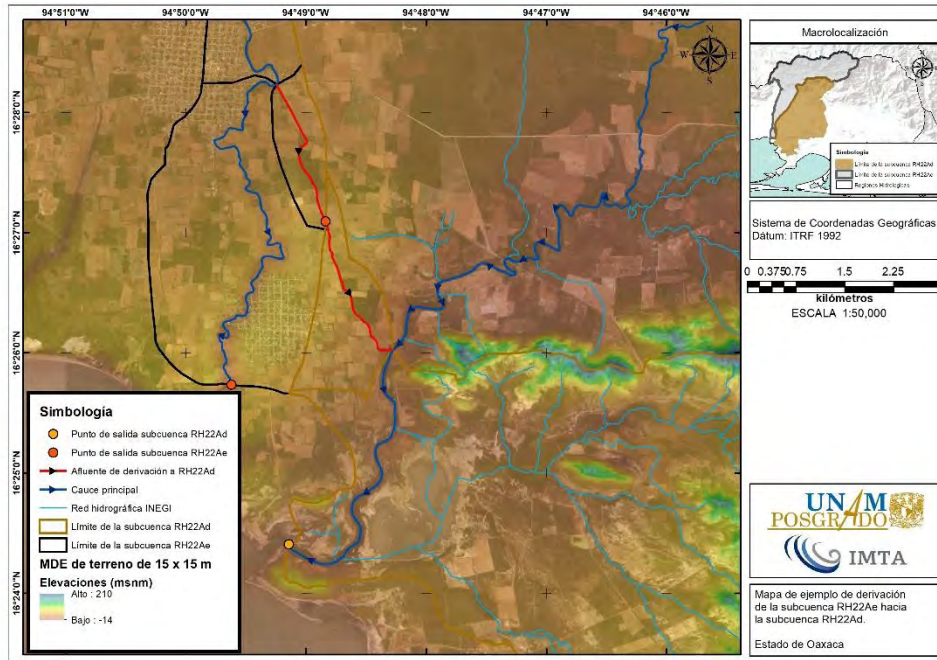 94°51'0"W 94°50'0"W 94°49'0"W 94°48'0"W 94°47'0"W 94°46'0"W
16°28'0"N
16°27'0"N
16°26'0"N
16°25'0"N
16°24'0"N
N
W E
S
Simbología
Punto de salida subcuenca RH22Ad
Punto de salida subcuenca RH22Ae
Afluente de derivación a RH22Ad
Cauce principal
Red hidrográfica INEGI
Límite de la subcuenca RH22Ad
Límite de la subcuenca RH22Ae
MDE de terreno de 15 x 15 m
Elevaciones (msnm)
Alto : 210
Bajo : -14
Macrolocalización
Simbología
Límite de la subcuenca RH22Ad
Límite de la subcuenca RH22Ae
Regiones Hidrológicas
Sistema de Coordenadas Geográficas
Dátum: ITRF 1992
0 0.375 0.75 1.5 2.25
kilómetros
ESCALA 1:50,000
UNAM
POSGRADO
IMTA
Mapa de ejemplo de derivación
de la subcuenca RH22Ae hacia
la subcuenca RH22Ad.
Estado de Oaxaca